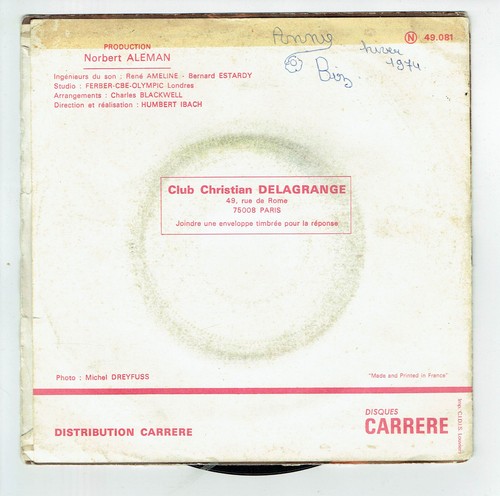 PRODUCTION
Norbert ALEMAN
Annie
hiver
1974.
N 49.081
Ingénieurs du son : René AMELINE - Bernard ESTARDY
Studio : FERBER-CBE-OLYMPIC Londres
Arrangements : Charles BLACKWELL
Direction et réalisation : HUMBERT IBACH
Club Christian DELAGRANGE
49, rue de Rome
75008 PARIS
Joindre une enveloppe timbrée pour la réponse
Photo : Michel DREYFUSS
"Made and Printed in France"
DISTRIBUTION CARRERE
DISQUES
CARRERE